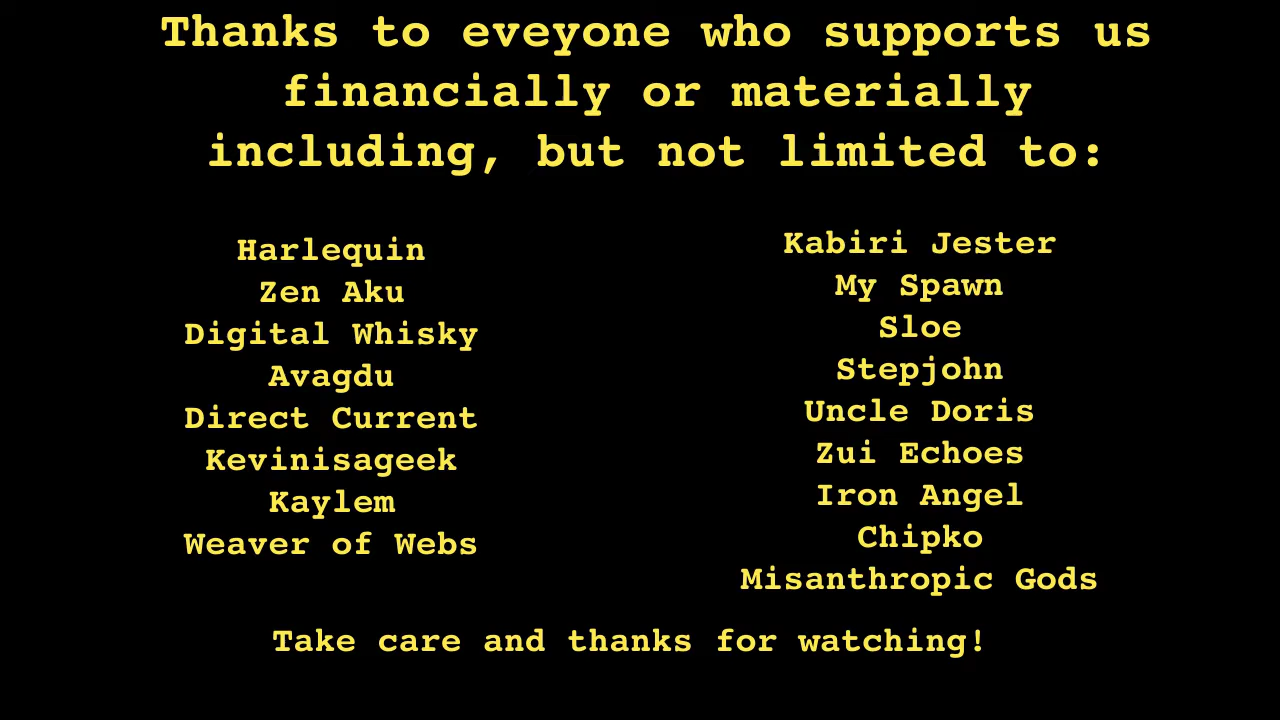 Thanks to eveyone who supports us
financially or materially
including, but not limited to:
Harlequin
Zen Aku
Digital Whisky
Avagdu
Direct Current
Kevinisageek
Kaylem
Weaver of Webs
Kabiri Jester
My Spawn
Sloe
Stepjohn
Uncle Doris
Zui Echoes
Iron Angel
Chipko
Misanthropic Gods
Take care and thanks for watching!